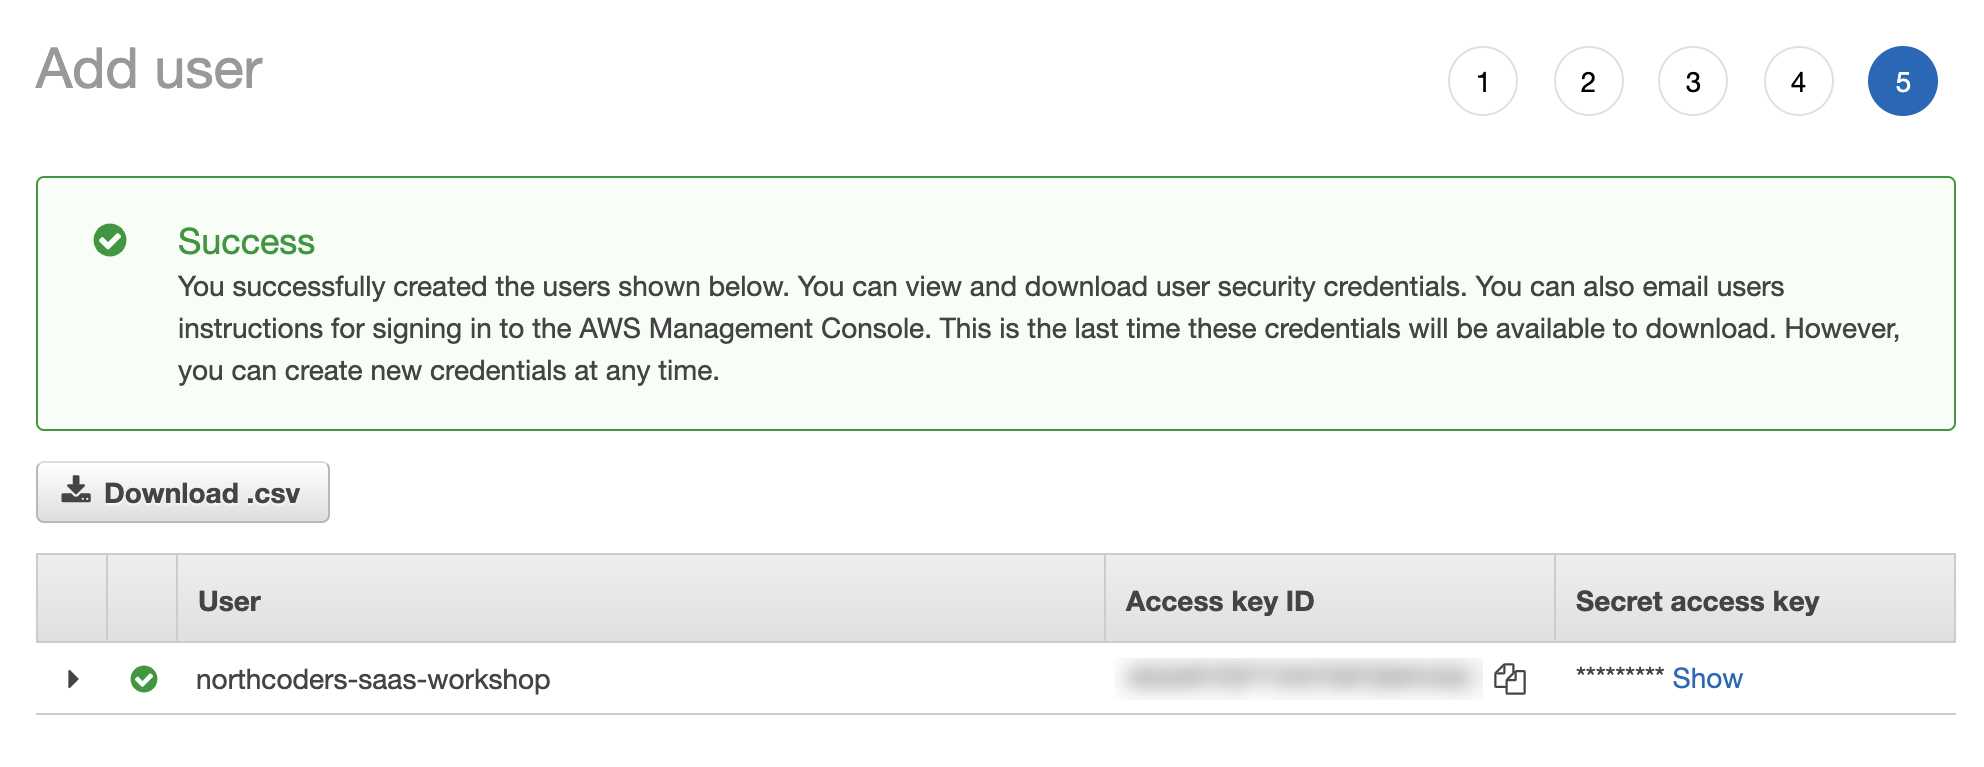 Add user
1 2 3 4 5
Success
You successfully created the users shown below. You can view and download user security credentials. You can also email users
instructions for signing in to the AWS Management Console. This is the last time these credentials will be available to download. However,
you can create new credentials at any time.
Download .csv
User Access key ID Secret access key
northcoders-saas-workshop ********* Show